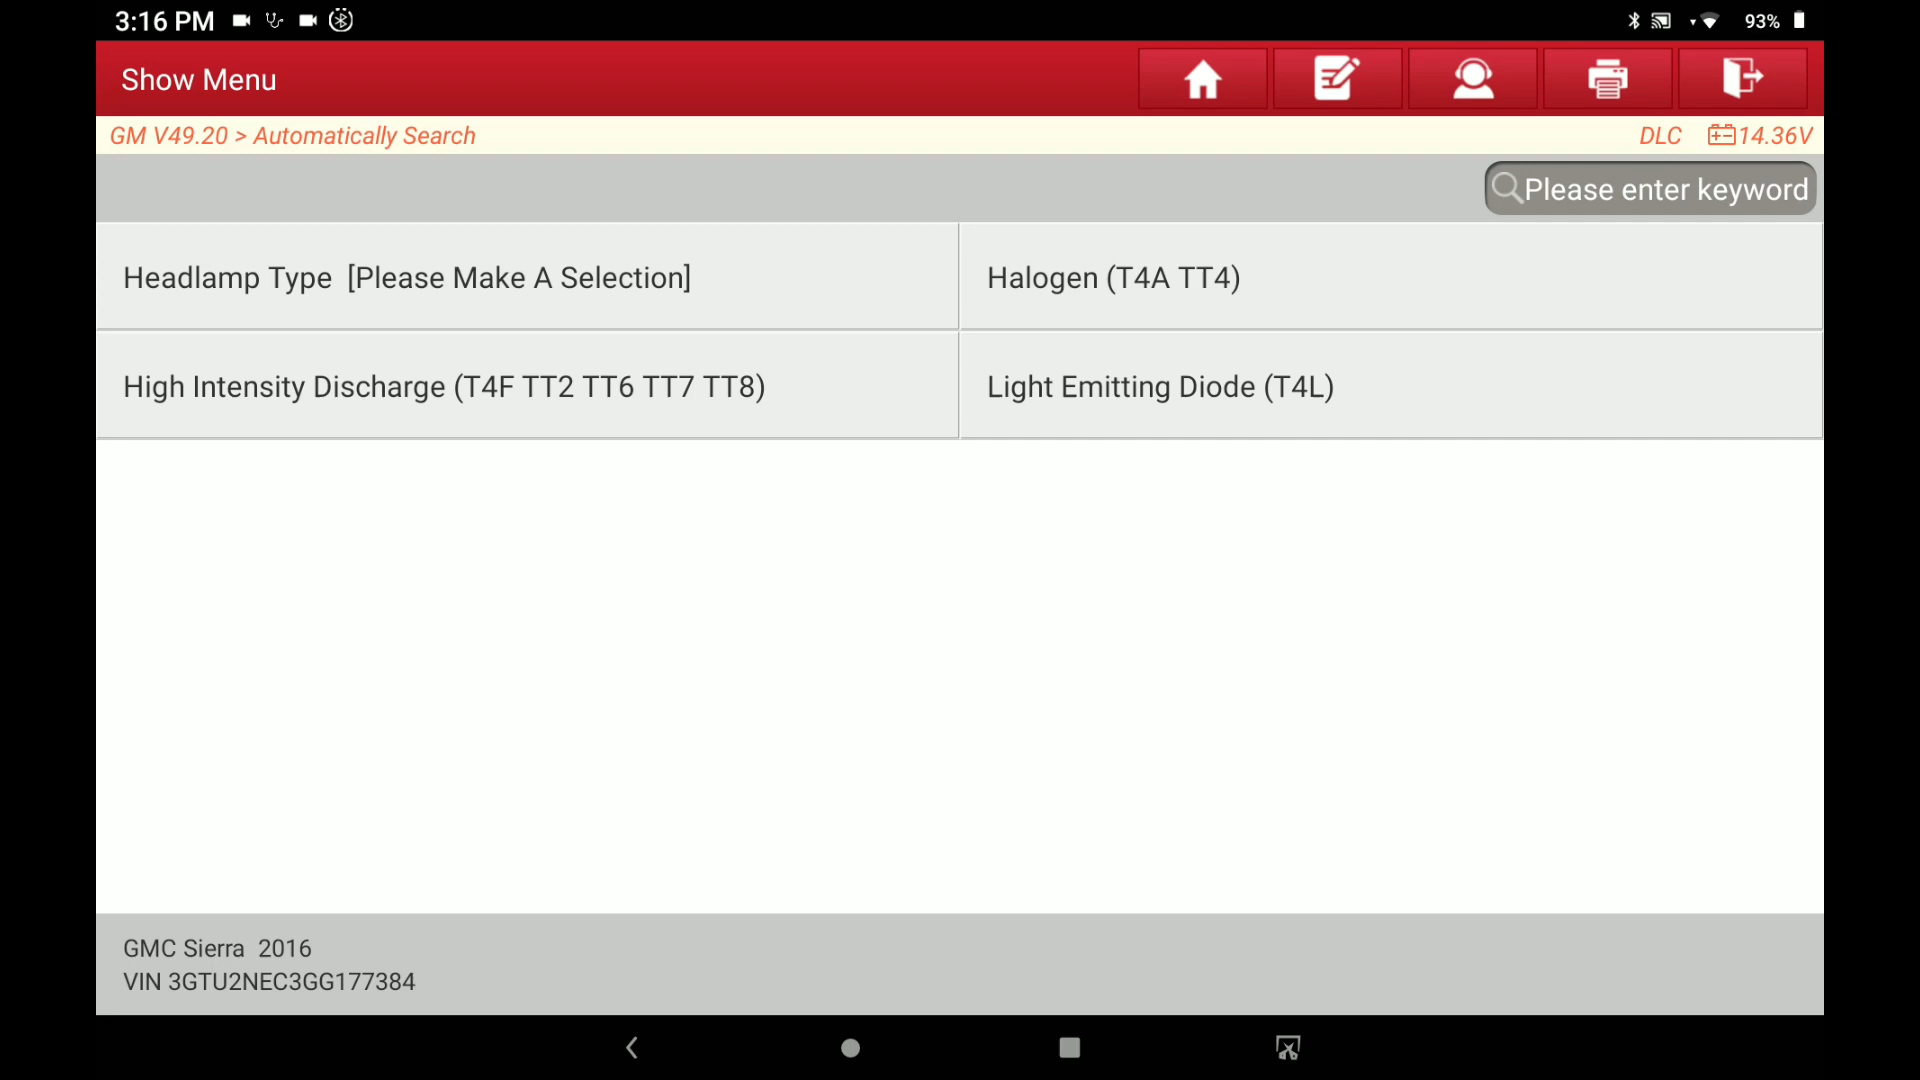 3:16 PM
93%
Show Menu
GM V49.20 > Automatically Search
DLC
14.36V
Please enter keyword
Headlamp Type [Please Make A Selection]
Halogen (T4A TT4)
High Intensity Discharge (T4F TT2 TT6 TT7 TT8)
Light Emitting Diode (T4L)
GMC Sierra 2016
VIN 3GTU2NEC3GG177384